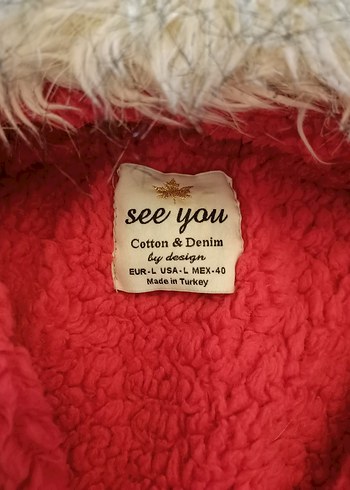 see you
Cotton & Denim
by design
EUR-L USA-L MEX-40
Made in Turkey